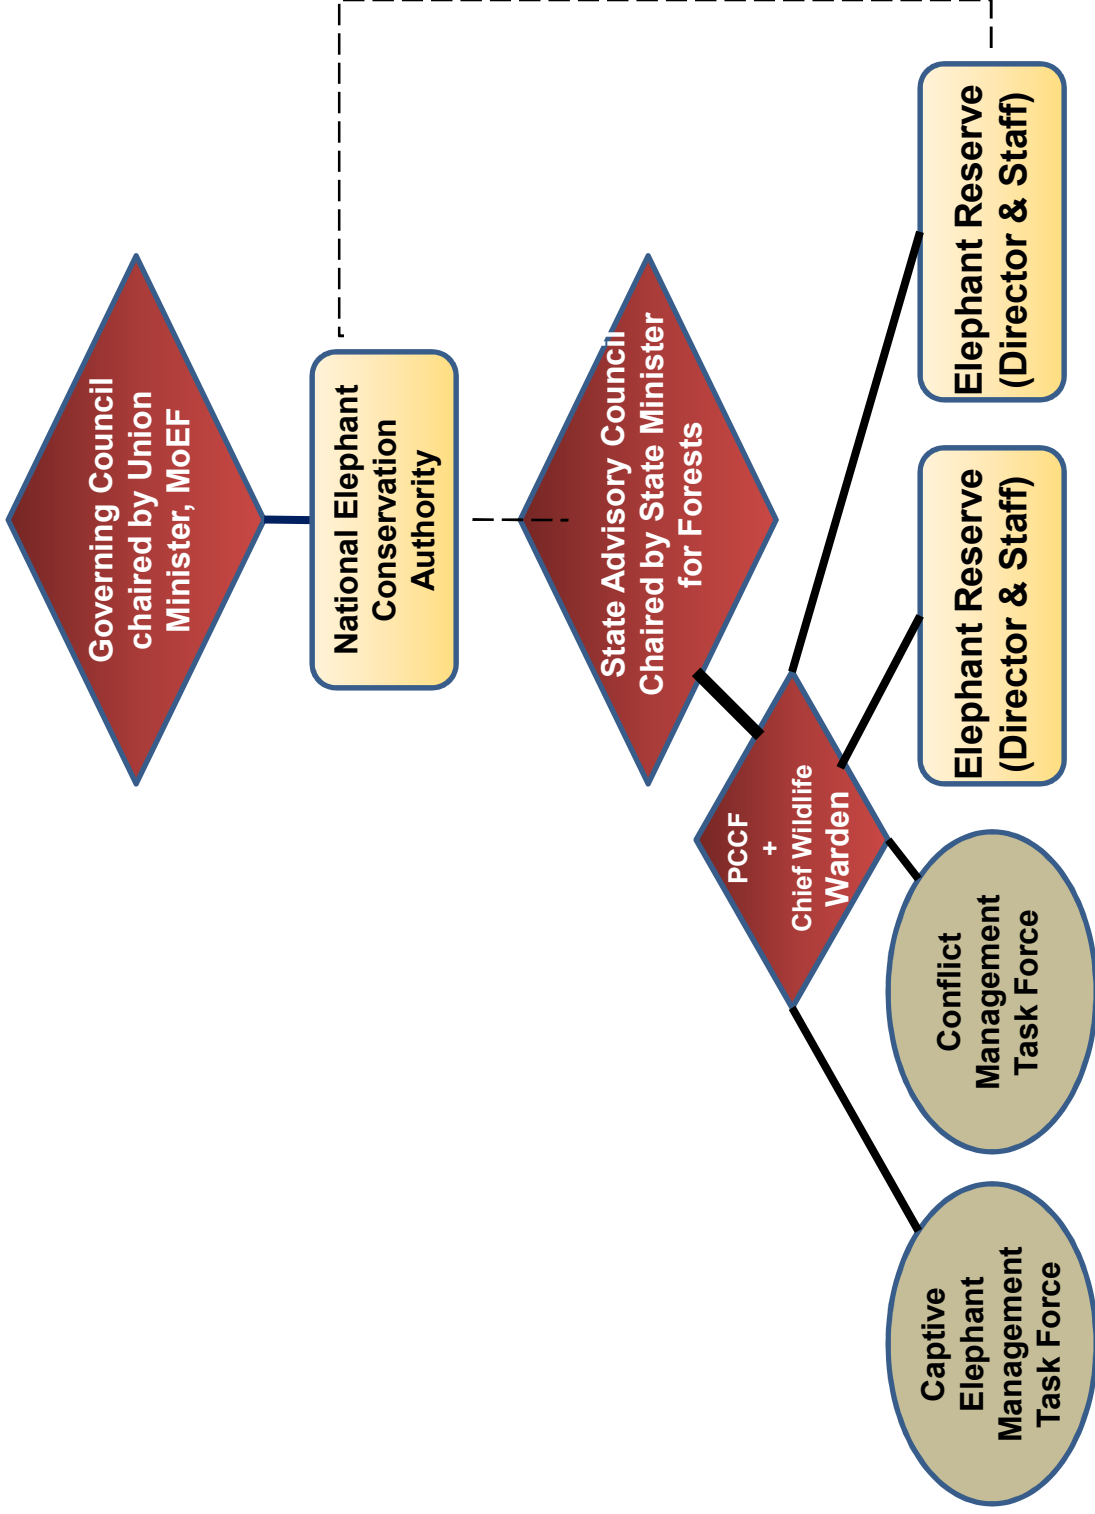 Governing Council
chaired by Union
Minister, MoEF
National Elephant
Conservation
Authority
State Advisory Council
Chaired by State Minister
for Forests
PCCF
+
Chief Wildlife
Warden
Captive
Elephant
Management
Task Force
Conflict
Management
Task Force
Elephant Reserve
(Director & Staff)
Elephant Reserve
(Director & Staff)